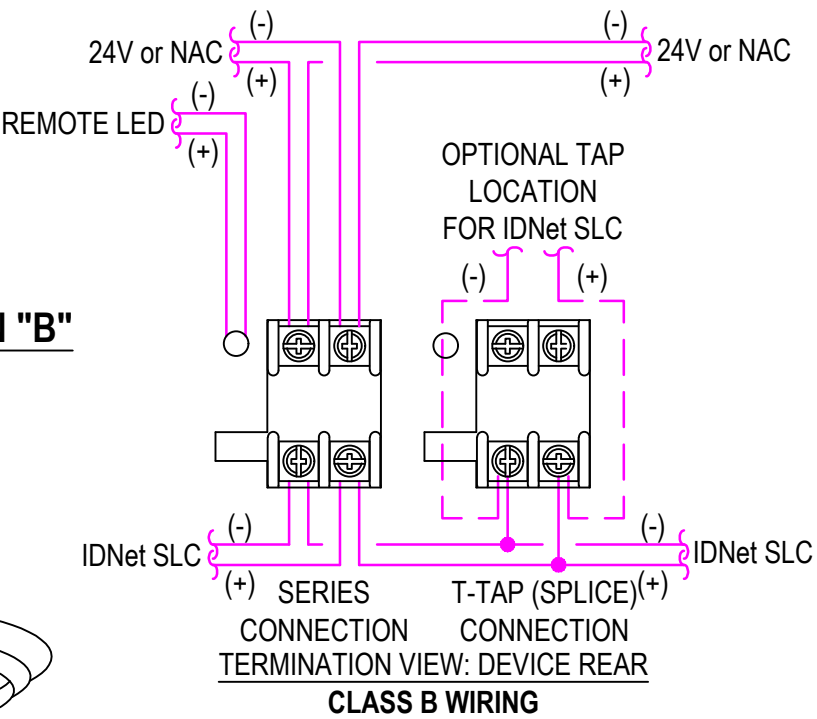 (-)
24V or NAC
(+)
(-)
24V or NAC
(+)
(-)
REMOTE LED
(+)
OPTIONAL TAP
LOCATION
FOR IDNet SLC
(-)
(+)
"B"
(-)
IDNet SLC
(+)
(-)
IDNet SLC
(+)
SERIES
CONNECTION
T-TAP (SPLICE)
CONNECTION
TERMINATION VIEW: DEVICE REAR
CLASS B WIRING